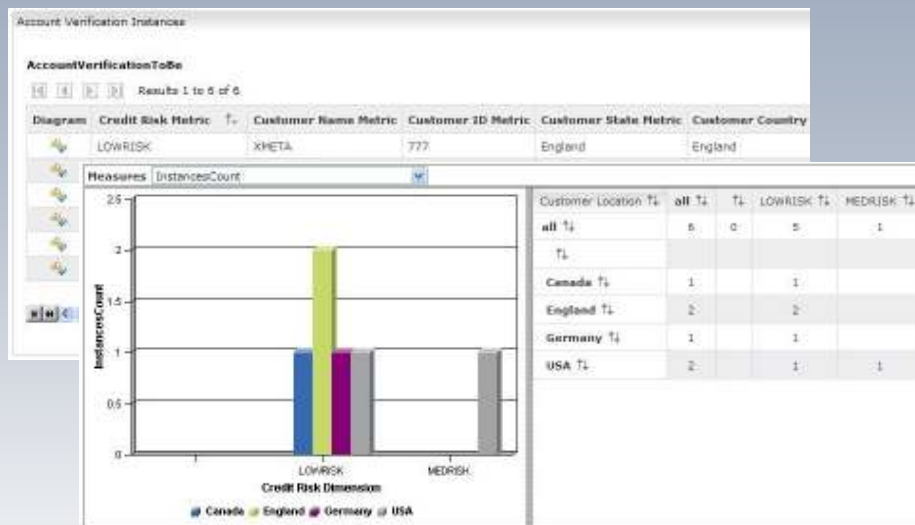 Account Verification Instances
AccountVerificationToBe
Results 1 to 6 of 6
Diagram Credit Risk Metric Customer Name Metric Customer ID Metric Customer State Metric Customer Country
LOWRISK XMETA 777 England England
Measures InstancesCount
2.5
2
1.5
1
0.5
0
InstancesCount
LOWRISK MEDRISK
Credit Risk Dimension
Canada England Germany USA
Customer Location all LOWRISK MEDRISK
all 6 0 5 1
Canada 1 1
England 2 2
Germany 1 1
USA 2 1 1